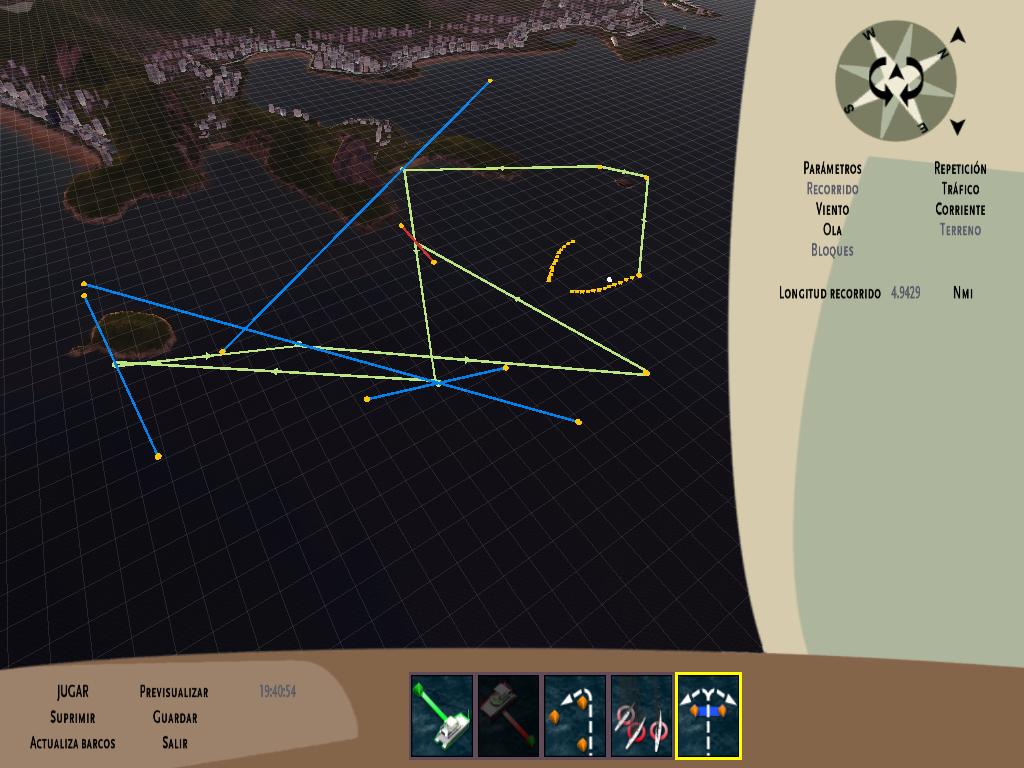 W
N
S
E
PARÁMETROS REPETICIÓN
RECORRIDO TRÁFICO
VIENTO CORRIENTE
OLA TERRENO
BLOQUES
LONGITUD RECORRIDO 4.9429 NMI
JUGAR PREVISUALIZAR 19:40:54
SUPRIMIR GUARDAR
ACTUALIZA BARCOS SALIR